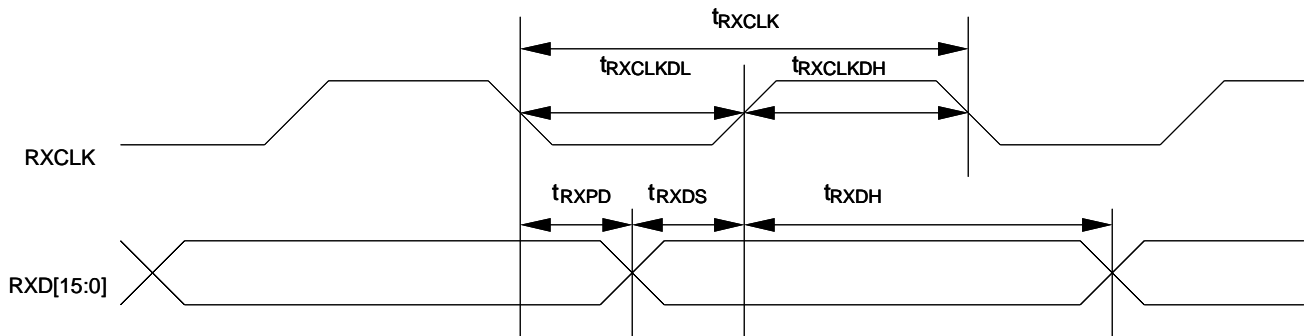 tRXCLK
tRXCLKDL tRXCLKDH
RXCLK
tRXPD tRXDS tRXDH
RXD[15:0]